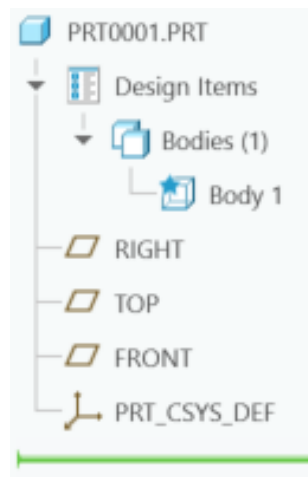 PRT0001.PRT
Design Items
Bodies (1)
Body 1
RIGHT
TOP
FRONT
PRT_CSYS_DEF